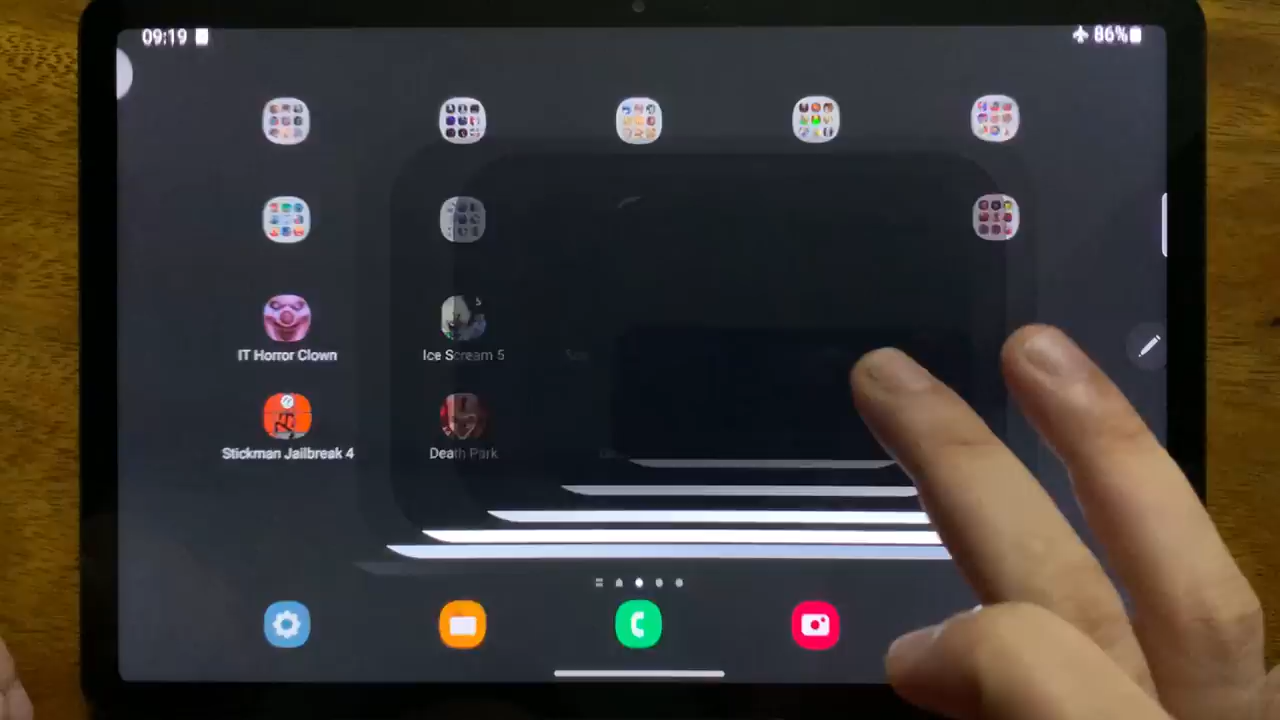 09:19
86%
IT Horror Clown
Ice Scream 5
Stickman Jailbreak 4
Death Park